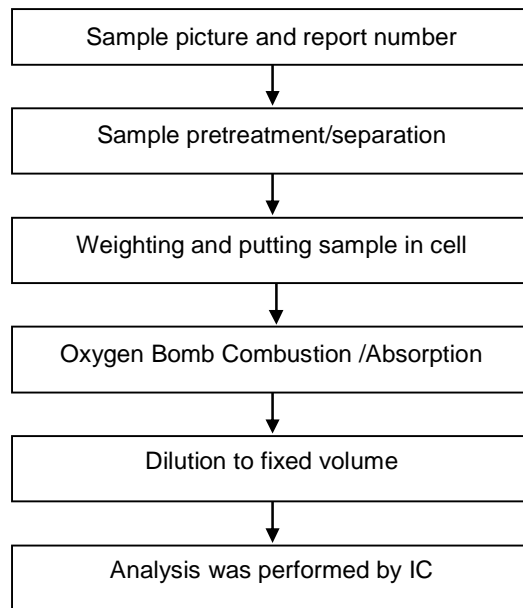 Sample picture and report number
Sample pretreatment/separation
Weighting and putting sample in cell
Oxygen Bomb Combustion /Absorption
Dilution to fixed volume
Analysis was performed by IC